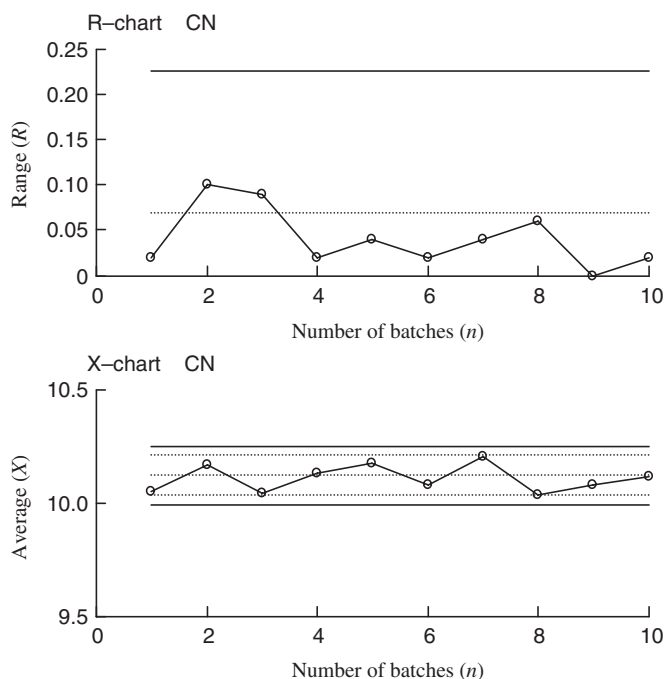 R–chart CN
0.25
0.20
0.15
0.10
0.05
0
Range (R)
0 2 4 6 8 10
Number of batches (n)
X–chart CN
10.5
10.0
9.5
Average (X)
0 2 4 6 8 10
Number of batches (n)